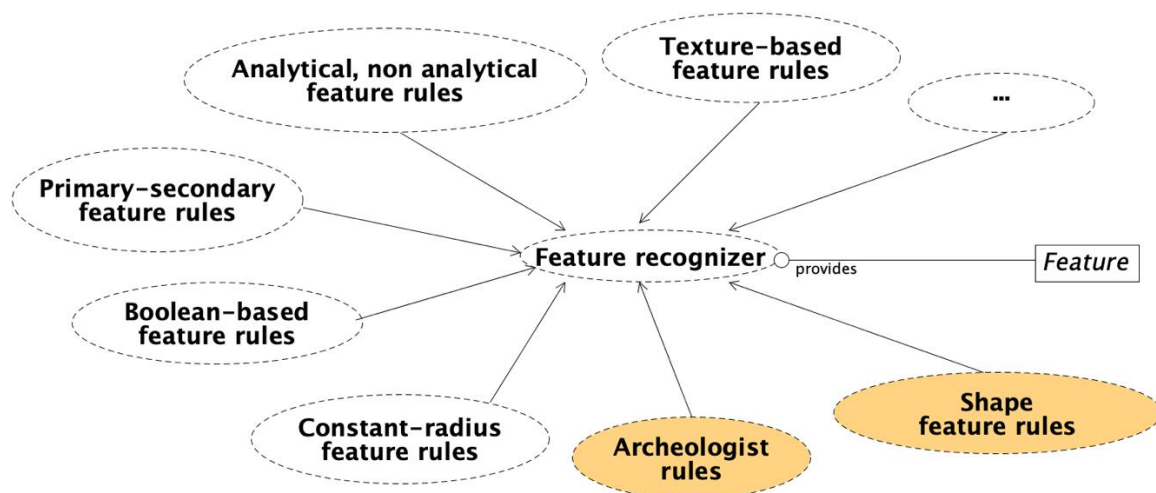 Texture-based
feature rules
Analytical, non analytical
feature rules
...
Primary-secondary
feature rules
Feature recognizer
provides
Feature
Boolean-based
feature rules
Constant-radius
feature rules
Archeologist
rules
Shape
feature rules